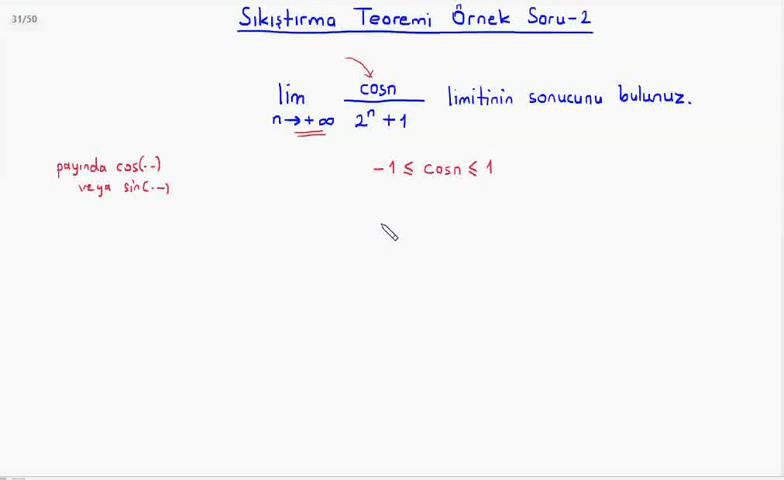 31/50
Sıkıştırma Teoremi Örnek Soru-2
lim n→+∞ cosn / 2ⁿ+1 limitinin sonucunu bulunuz.
payında cos(··)
veya sin(··)
-1 ≤ cosn ≤ 1